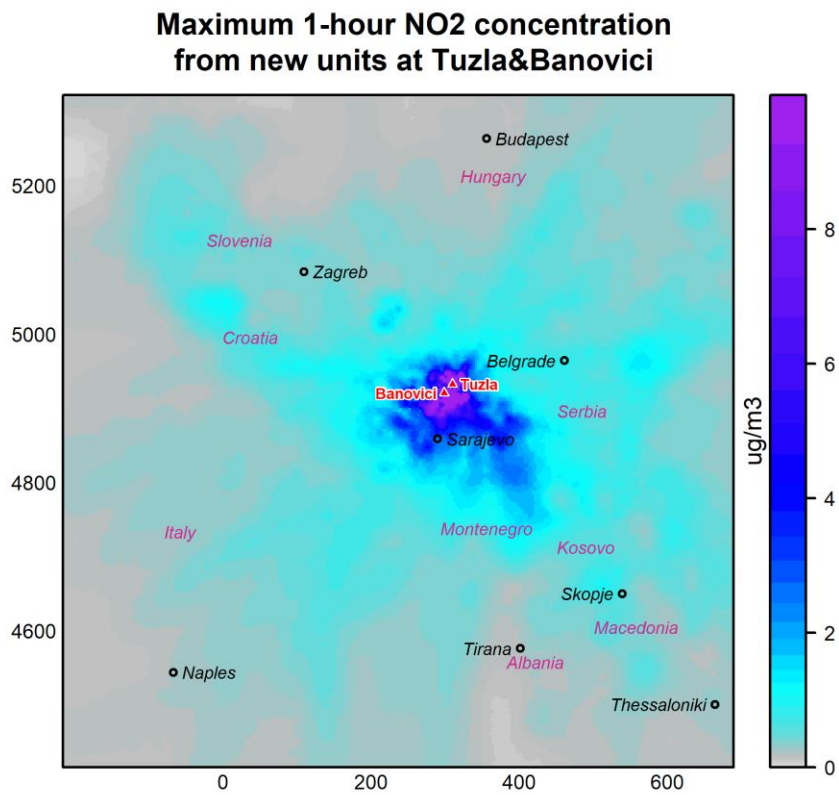 Maximum 1-hour NO2 concentration
from new units at Tuzla&Banovici
Budapest
5200
Hungary
Slovenia
8
Zagreb
5000
Croatia
Belgrade
6
Tuzla
Banovici
Serbia
Sarajevo
ug/m3
4800
4
Italy
Montenegro
Kosovo
Skopje
4600
Macedonia
2
Tirana
Albania
Naples
Thessaloniki
0
0 200 400 600